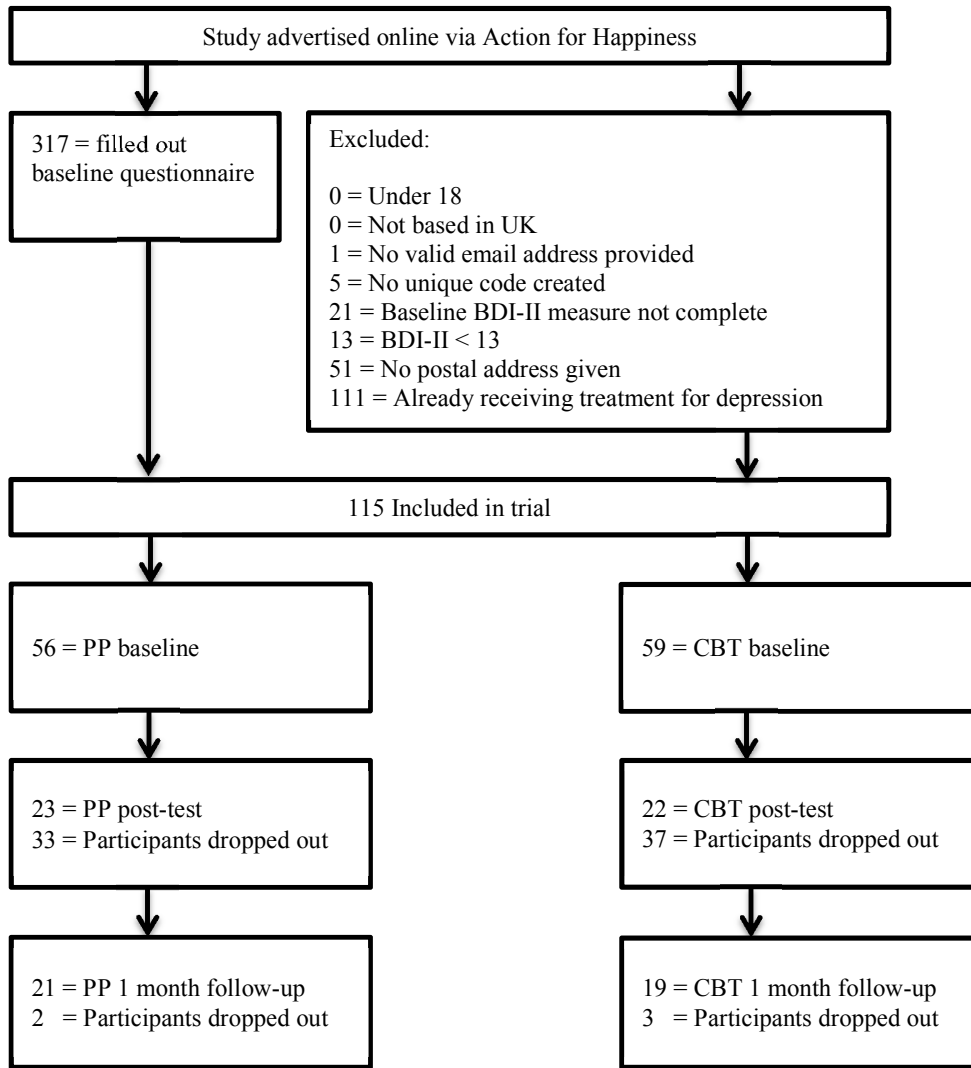 Study advertised online via Action for Happiness
317 = filled out
baseline questionnaire
Excluded:
0 = Under 18
0 = Not based in UK
1 = No valid email address provided
5 = No unique code created
21 = Baseline BDI-II measure not complete
13 = BDI-II < 13
51 = No postal address given
111 = Already receiving treatment for depression
115 Included in trial
56 = PP baseline
59 = CBT baseline
23 = PP post-test
33 = Participants dropped out
22 = CBT post-test
37 = Participants dropped out
21 = PP 1 month follow-up
2 = Participants dropped out
19 = CBT 1 month follow-up
3 = Participants dropped out